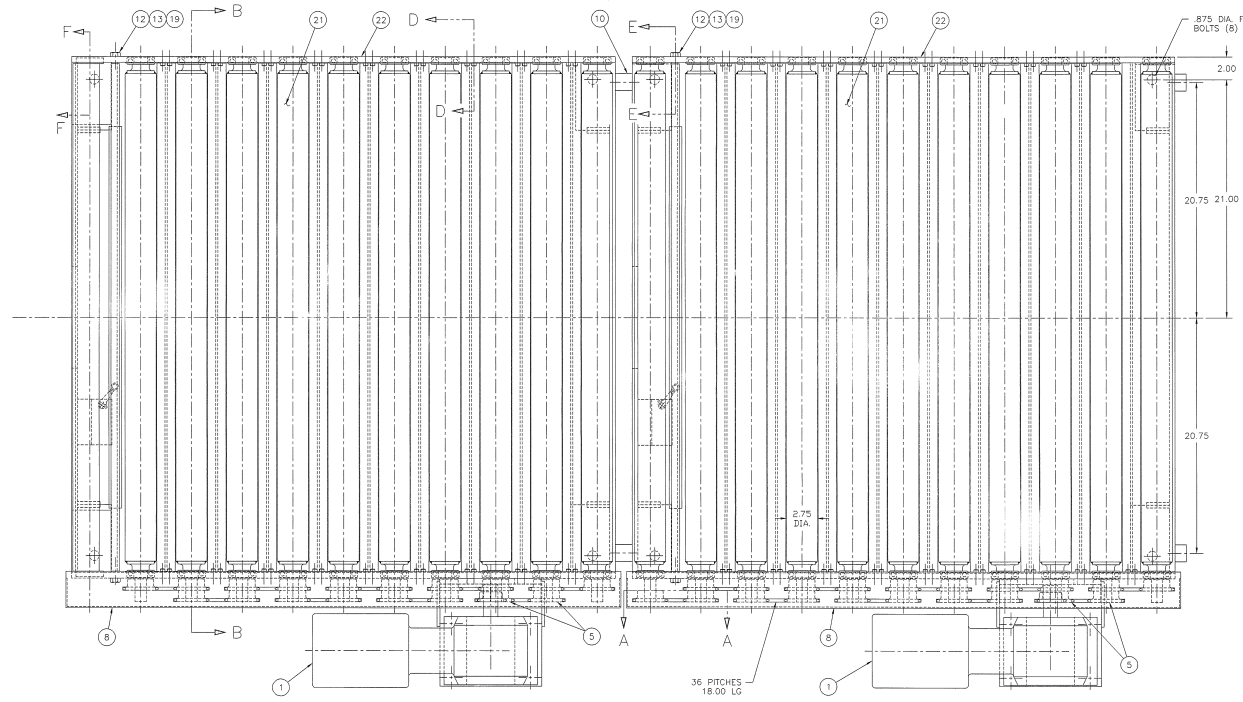 B
12 13 19
21
22
D
10
E
12 13 19
21
22
.875 DIA. F
BOLTS (8)
F
2.00
D
E
F
20.75
21.00
20.75
2.75
DIA.
8
B
5
A
A
8
5
1
36 PITCHES
18.00 LG
1